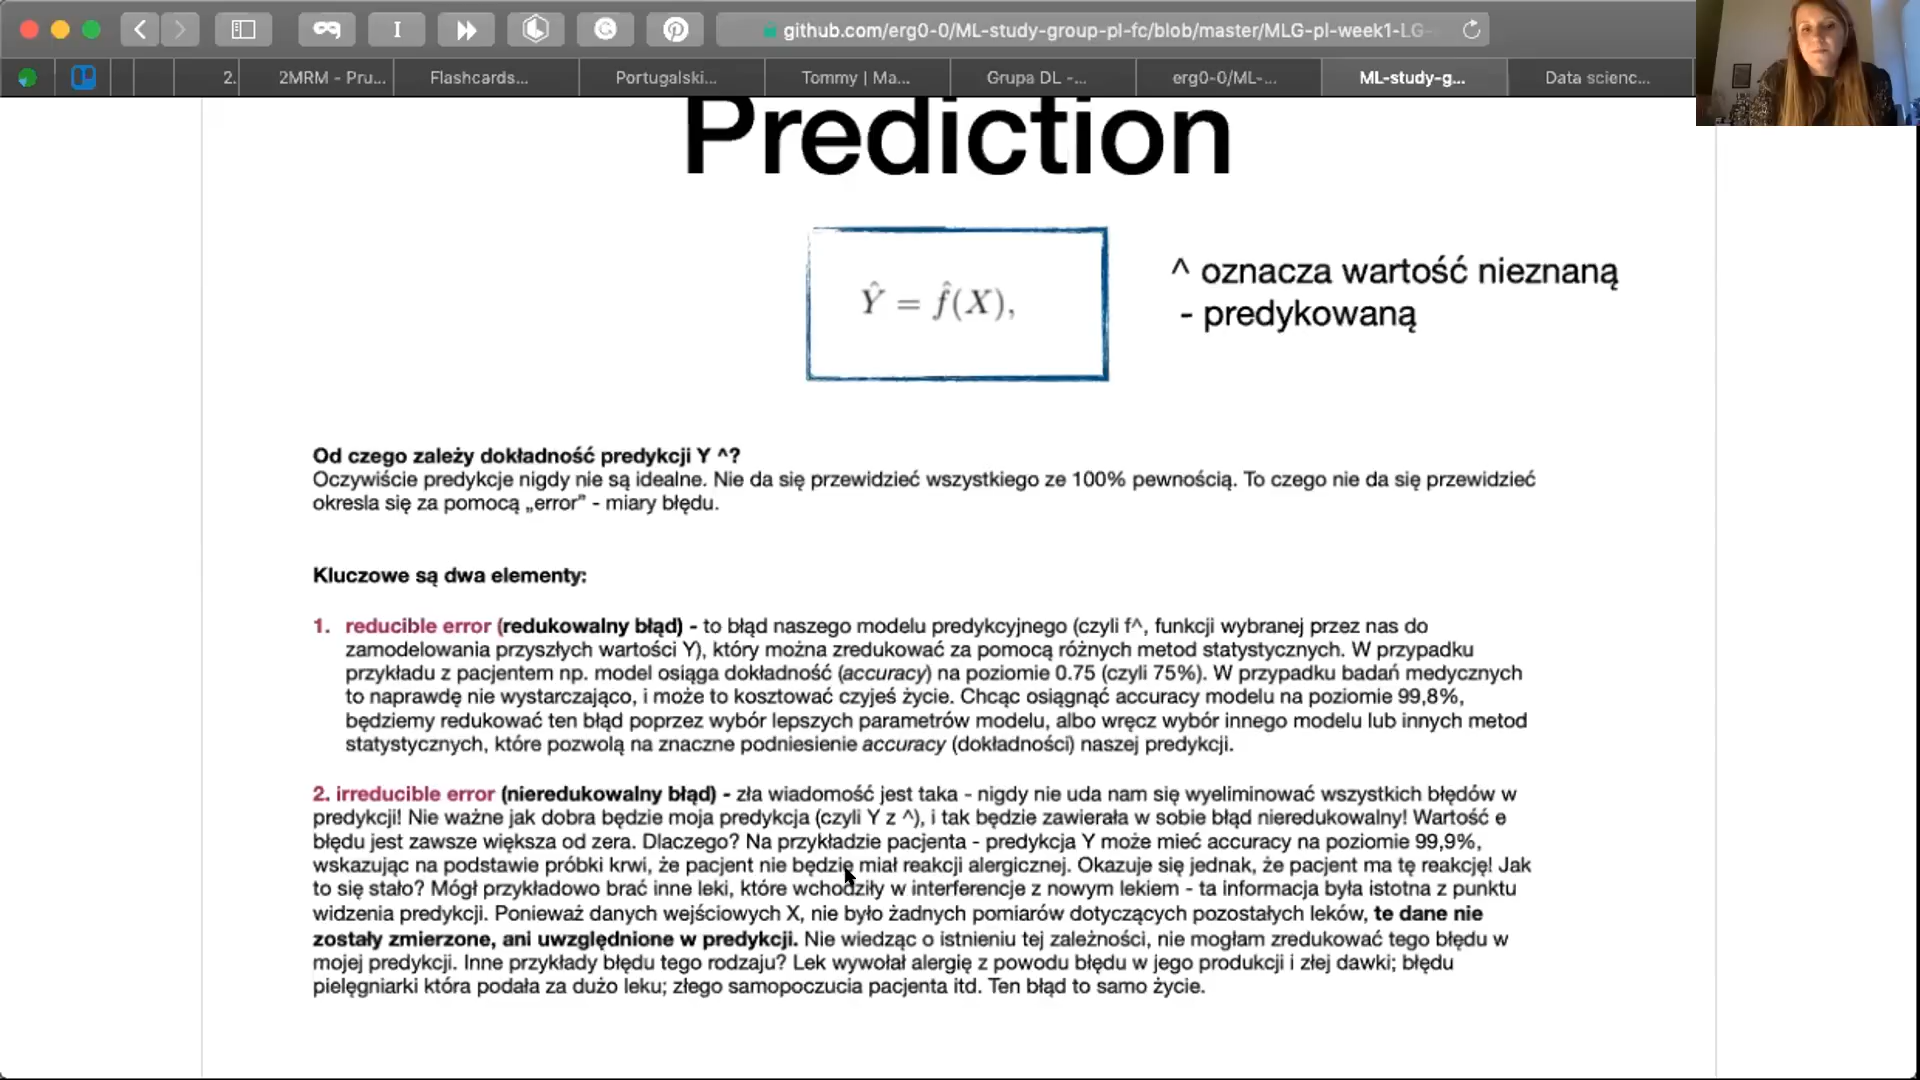 github.com/erg0-0/ML-study-group-pl-fc/blob/master/MLG-pl-week1-LG-
2.
2MRM - Pru...
Flashcards...
Portugalski...
Tommy | Ma...
Grupa DL -...
erg0-0/ML-...
ML-study-g...
Data scienc...
Prediction
Ŷ = f̂(X),
^ oznacza wartość nieznaną
- predykowaną
Od czego zależy dokładność predykcji Y ^?
Oczywiście predykcje nigdy nie są idealne. Nie da się przewidzieć wszystkiego ze 100% pewnością. To czego nie da się przewidzieć
okresla się za pomocą „error” - miary błędu.
Kluczowe są dwa elementy:
1. reducible error (redukowalny błąd) - to błąd naszego modelu predykcyjnego (czyli f^, funkcji wybranej przez nas do
zamodelowania przyszłych wartości Y), który można zredukować za pomocą różnych metod statystycznych. W przypadku
przykładu z pacjentem np. model osiąga dokładność (accuracy) na poziomie 0.75 (czyli 75%). W przypadku badań medycznych
to naprawdę nie wystarczająco, i może to kosztować czyjeś życie. Chcąc osiągnąć accuracy modelu na poziomie 99,8%,
będziemy redukować ten błąd poprzez wybór lepszych parametrów modelu, albo wręcz wybór innego modelu lub innych metod
statystycznych, które pozwolą na znaczne podniesienie accuracy (dokładności) naszej predykcji.
2. irreducible error (nieredukowalny błąd) - zła wiadomość jest taka - nigdy nie uda nam się wyeliminować wszystkich błędów w
predykcji! Nie ważne jak dobra będzie moja predykcja (czyli Y z ^), i tak będzie zawierała w sobie błąd nieredukowalny! Wartość e
błędu jest zawsze większa od zera. Dlaczego? Na przykładzie pacjenta - predykcja Y może mieć accuracy na poziomie 99,9%,
wskazując na podstawie próbki krwi, że pacjent nie będzię miał reakcji alergicznej. Okazuje się jednak, że pacjent ma tę reakcję! Jak
to się stało? Mógł przykładowo brać inne leki, które wchodziły w interferencje z nowym lekiem - ta informacja była istotna z punktu
widzenia predykcji. Ponieważ danych wejściowych X, nie było żadnych pomiarów dotyczących pozostałych leków, te dane nie
zostały zmierzone, ani uwzględnione w predykcji. Nie wiedząc o istnieniu tej zależności, nie mogłam zredukować tego błędu w
mojej predykcji. Inne przykłady błędu tego rodzaju? Lek wywołał alergię z powodu błędu w jego produkcji i złej dawki; błędu
pielęgniarki która podała za dużo leku; złego samopoczucia pacjenta itd. Ten błąd to samo życie.